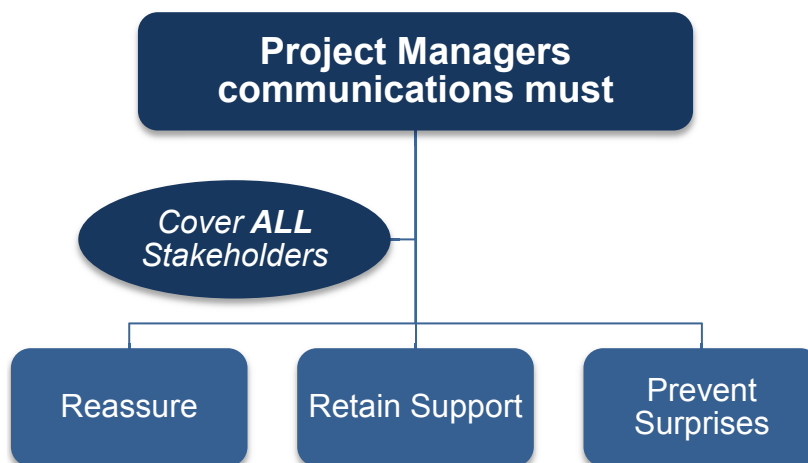 Project Managers
communications must
Cover ALL
Stakeholders
Reassure
Retain Support
Prevent
Surprises